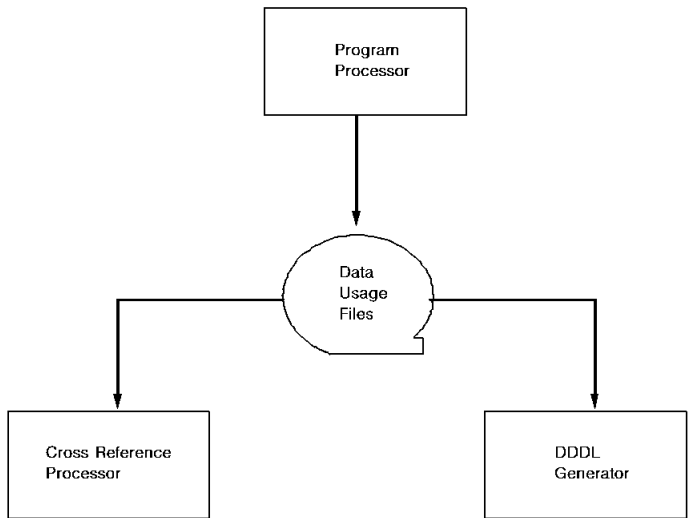 Program
Processor
Data
Usage
Files
Cross Reference
Processor
DDDL
Generator